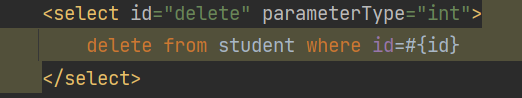 <select id="delete" parameterType="int">
    delete from student where id=#{id}
</select>